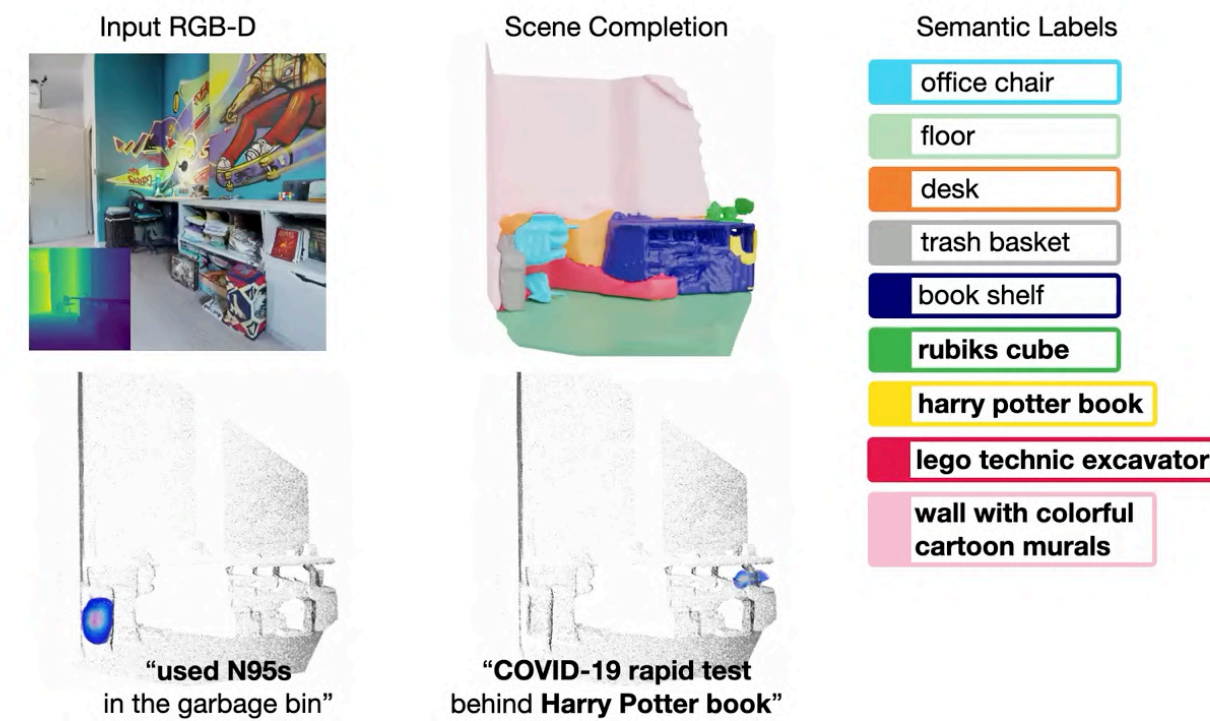 Input RGB-D
Scene Completion
Semantic Labels
office chair
floor
desk
trash basket
book shelf
rubiks cube
harry potter book
lego technic excavator
wall with colorful
cartoon murals
“used N95s
in the garbage bin”
“COVID-19 rapid test
behind Harry Potter book”